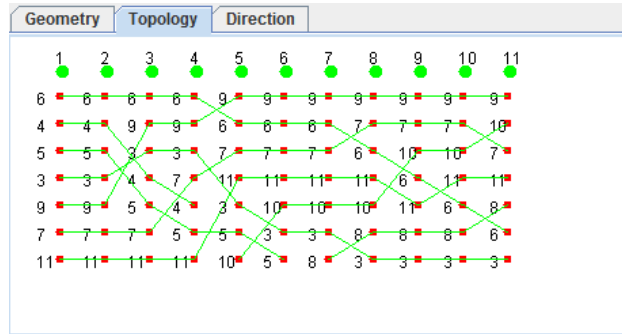 Geometry Topology Direction
1 2 3 4 5 6 7 8 9 10 11
6 6 6 6 9 9 9 9 9 9 9
4 4 9 9 6 6 6 7 7 7 10
5 5 3 3 7 7 7 6 10 10 7
3 3 4 7 11 11 11 11 6 11 11
9 9 5 4 3 10 10 10 11 6 8
7 7 7 5 5 3 3 8 8 8 6
11 11 11 11 10 5 8 3 3 3 3